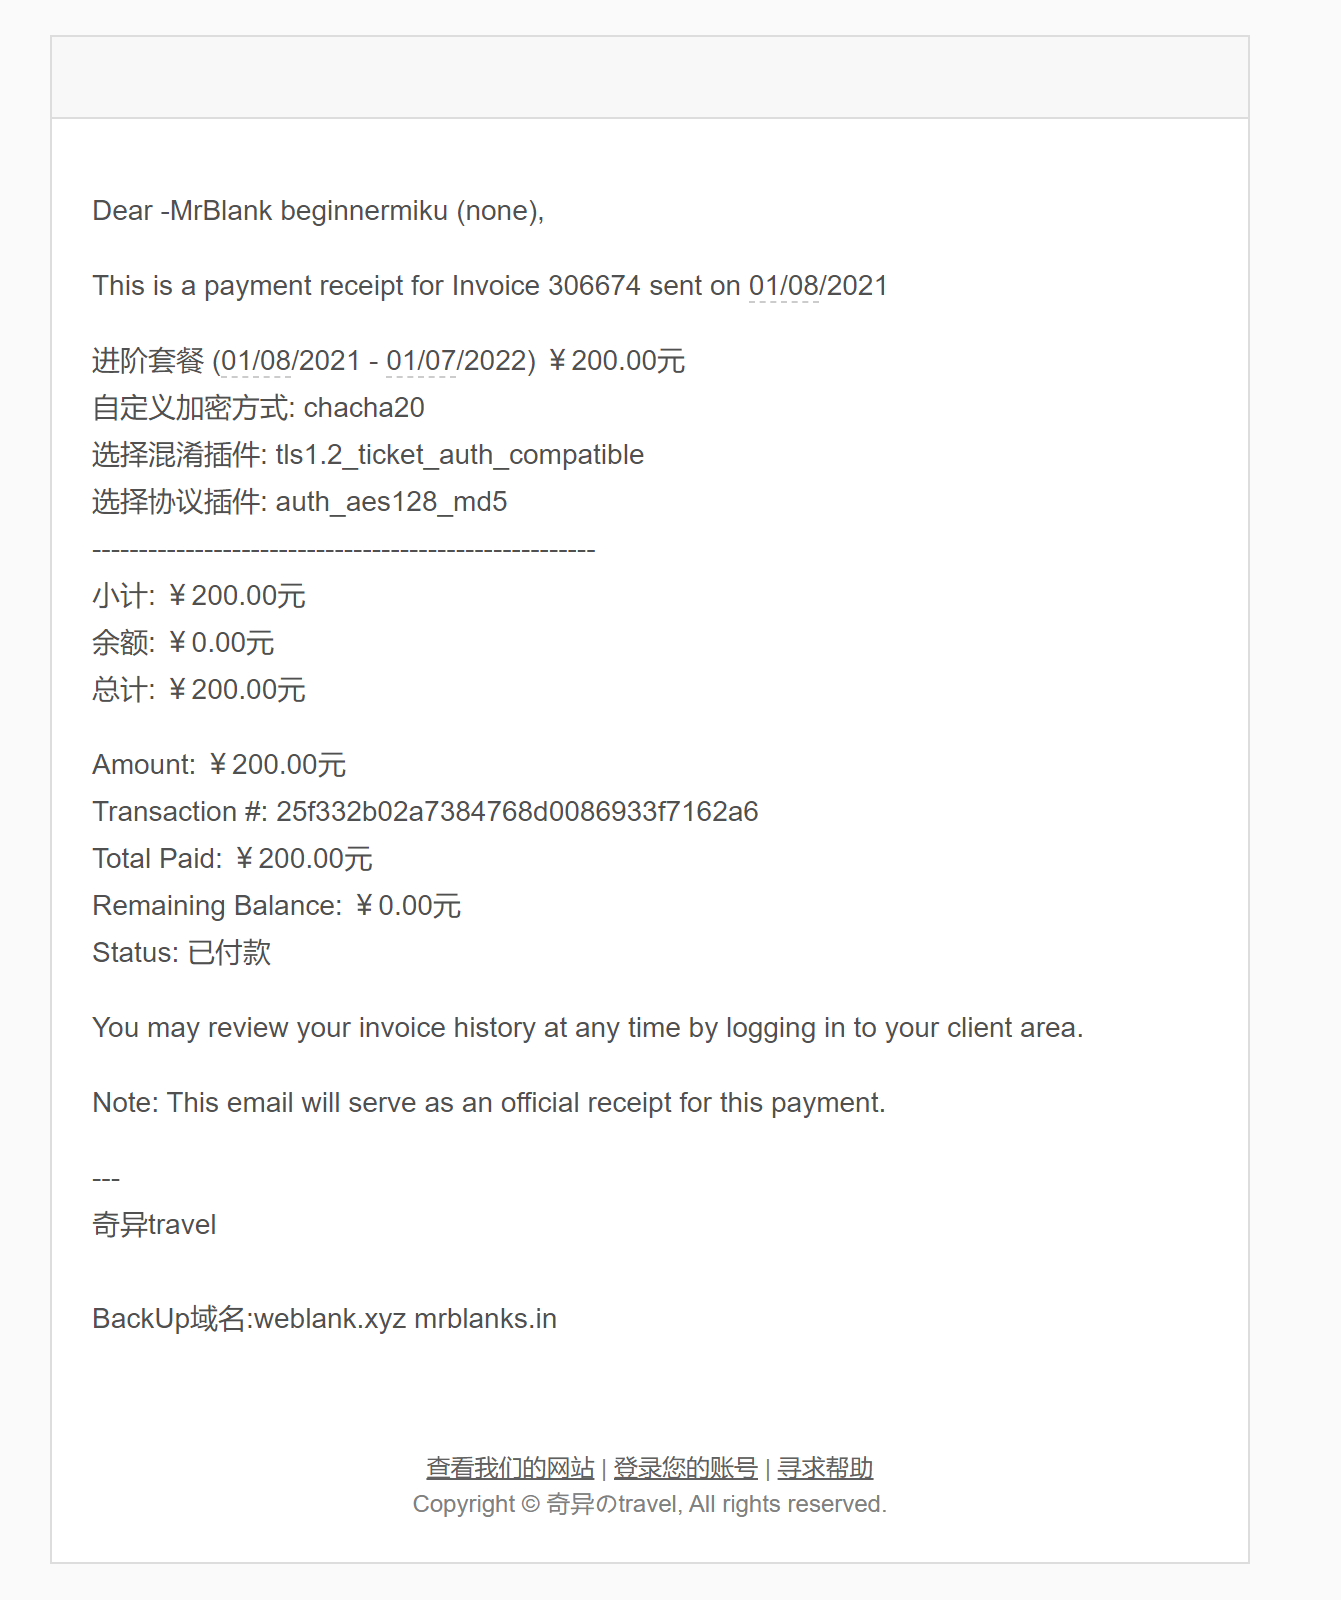 Dear -MrBlank beginnermiku (none),
This is a payment receipt for Invoice 306674 sent on 01/08/2021
进阶套餐 (01/08/2021 - 01/07/2022) ￥200.00元
自定义加密方式: chacha20
选择混淆插件: tls1.2_ticket_auth_compatible
选择协议插件: auth_aes128_md5
------------------------------------------------------
小计: ￥200.00元
余额: ￥0.00元
总计: ￥200.00元
Amount: ￥200.00元
Transaction #: 25f332b02a7384768d0086933f7162a6
Total Paid: ￥200.00元
Remaining Balance: ￥0.00元
Status: 已付款
You may review your invoice history at any time by logging in to your client area.
Note: This email will serve as an official receipt for this payment.
---
奇异travel
BackUp域名:weblank.xyz mrblanks.in
查看我们的网站 | 登录您的账号 | 寻求帮助
Copyright © 奇异のtravel, All rights reserved.